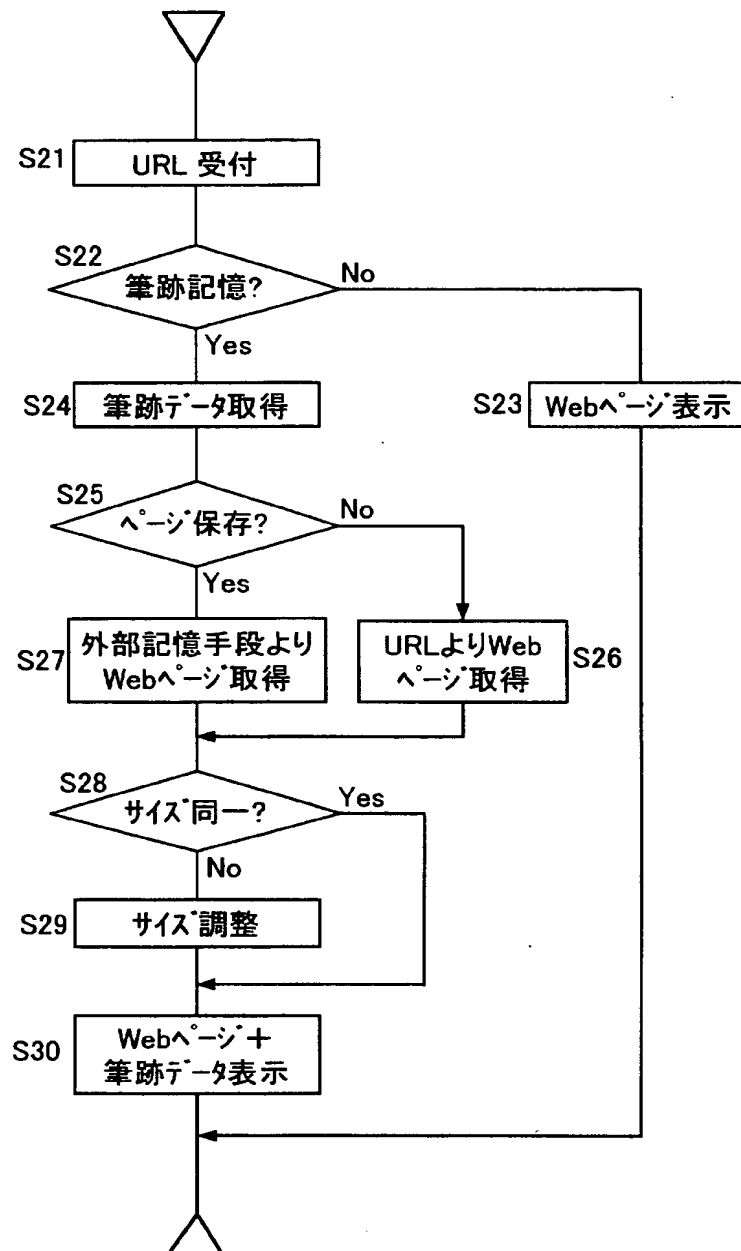 S21
URL 受付
S22
筆跡記憶?
No
Yes
S24
筆跡データ取得
S23
Webページ表示
S25
ページ保存?
No
Yes
S27
外部記憶手段より
Webページ取得
URLよりWeb
ページ取得
S26
S28
サイズ同一?
Yes
No
S29
サイズ調整
S30
Webページ+
筆跡データ表示